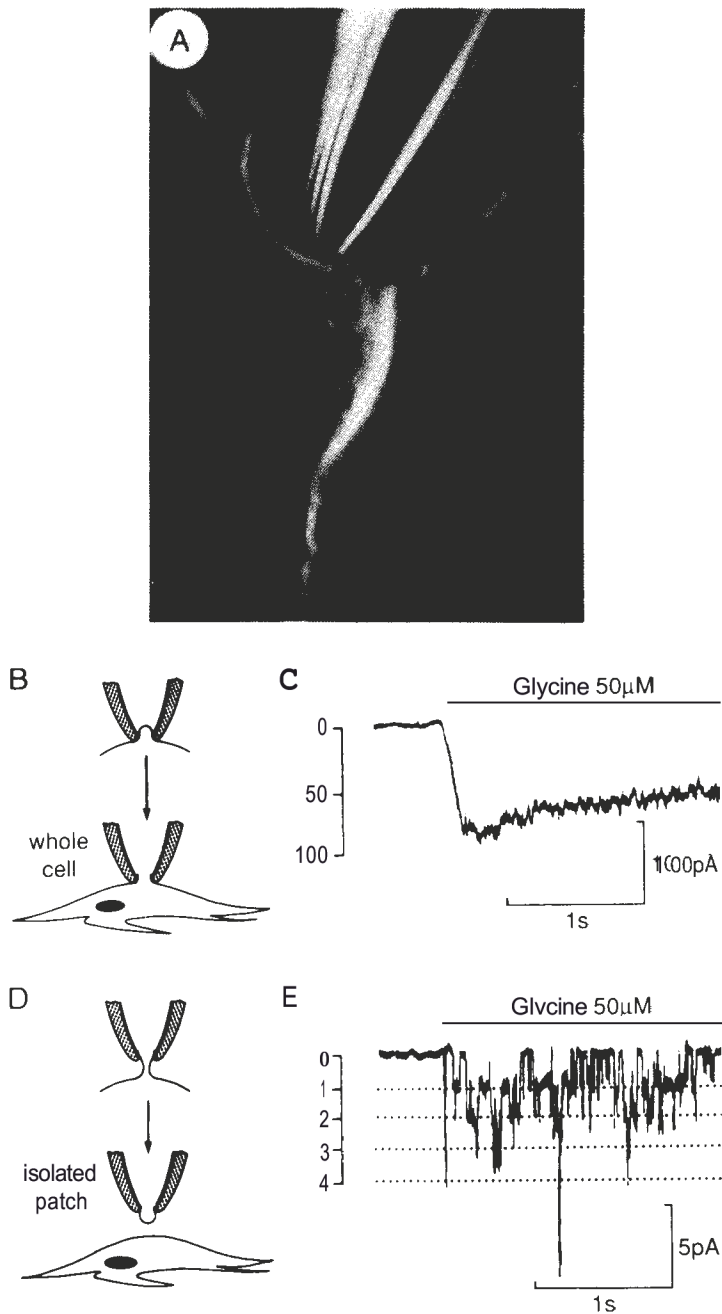 A
B
C
Glycine 50μM
0
50
100
whole
cell
100pA
1s
D
E
Glvcine 50μM
0
1
2
3
4
isolated
patch
5pA
1s